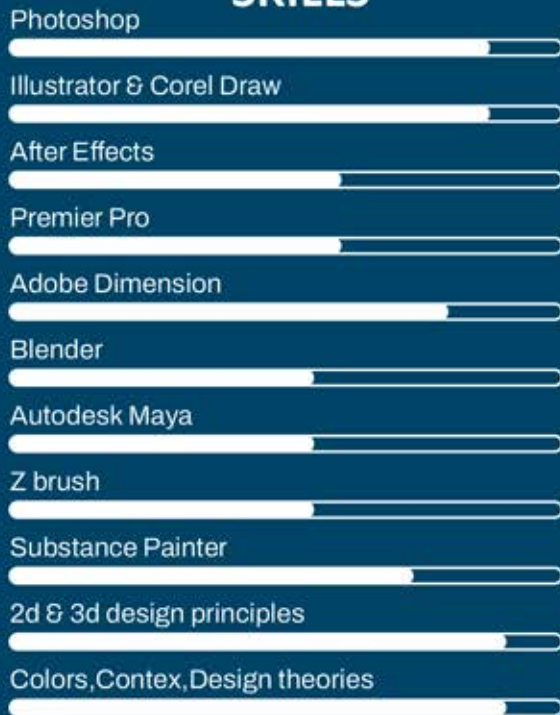 SKILLS
Photoshop
Illustrator & Corel Draw
After Effects
Premier Pro
Adobe Dimension
Blender
Autodesk Maya
Z brush
Substance Painter
2d & 3d design principles
Colors,Contex,Design theories